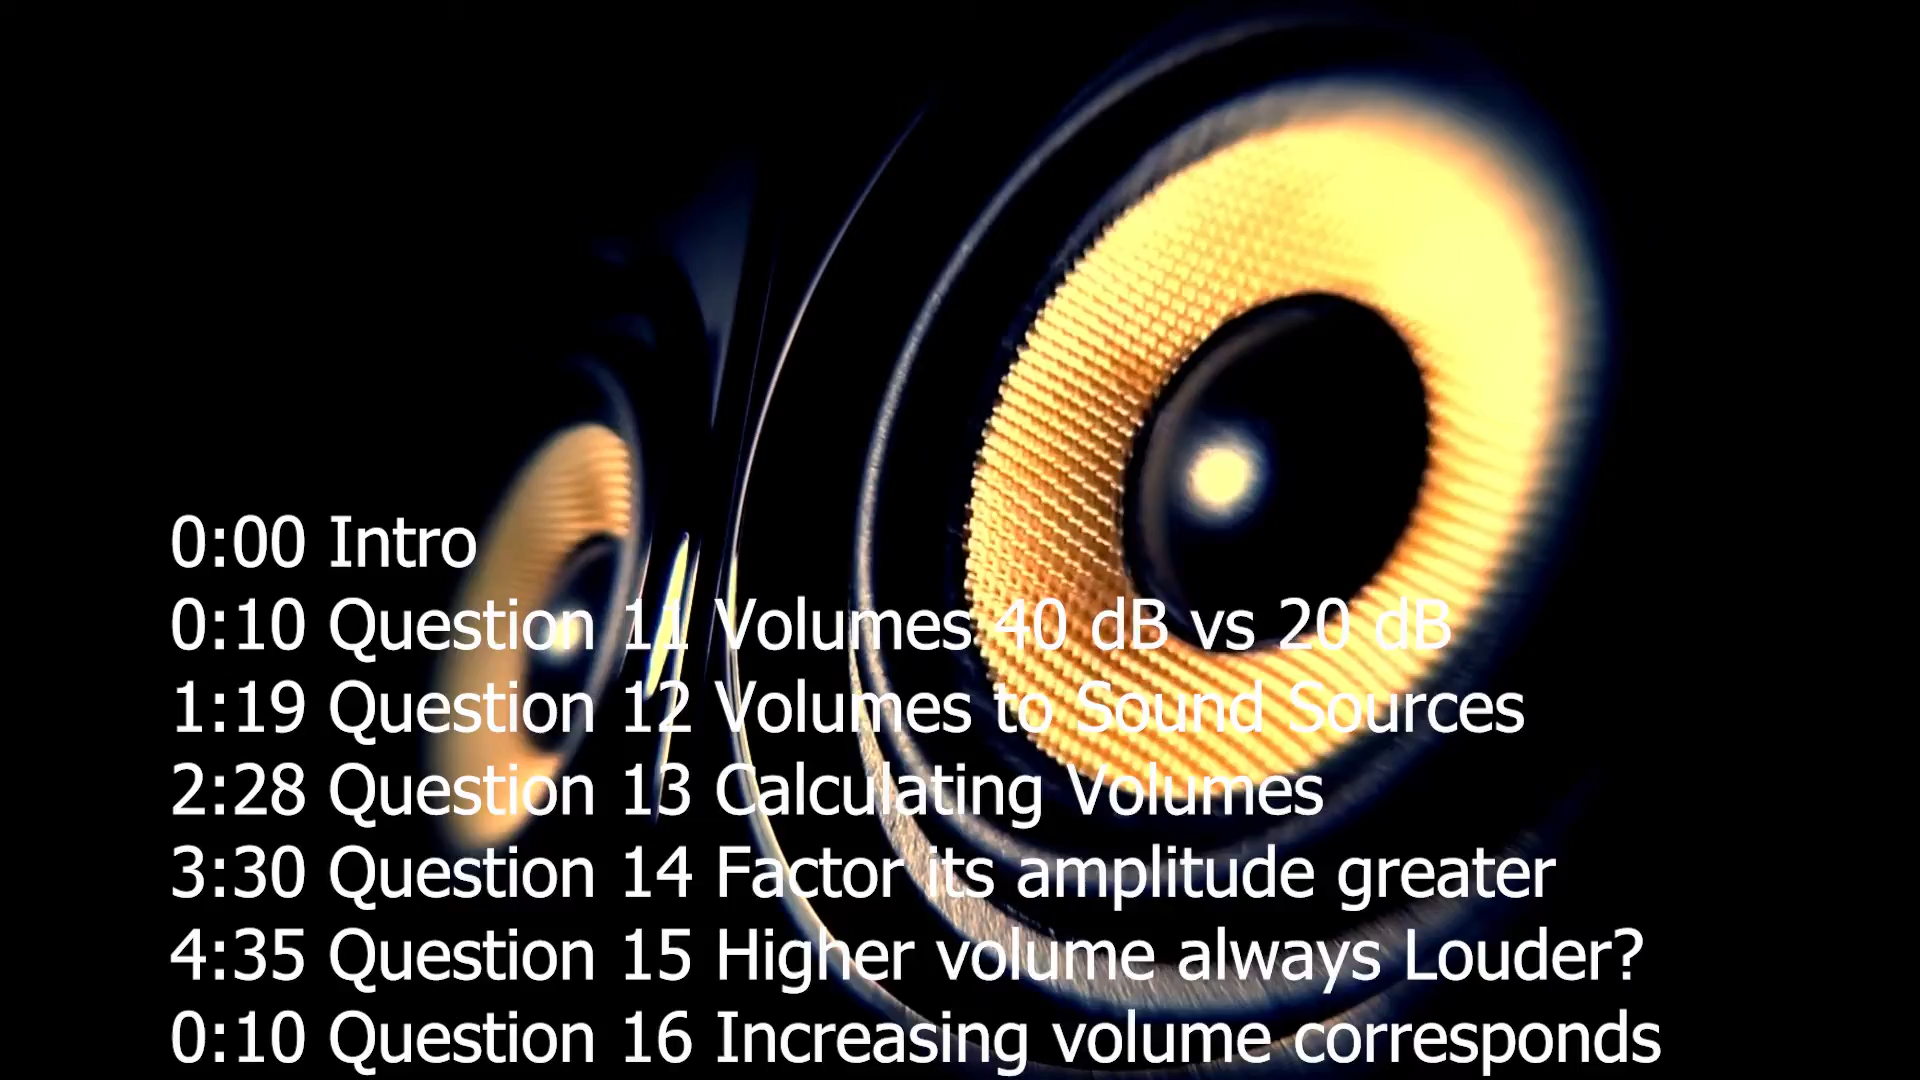 0:00 Intro
0:10 Question 11 Volumes 40 dB vs 20 dB
1:19 Question 12 Volumes to Sound Sources
2:28 Question 13 Calculating Volumes
3:30 Question 14 Factor its amplitude greater
4:35 Question 15 Higher volume always Louder?
0:10 Question 16 Increasing volume corresponds